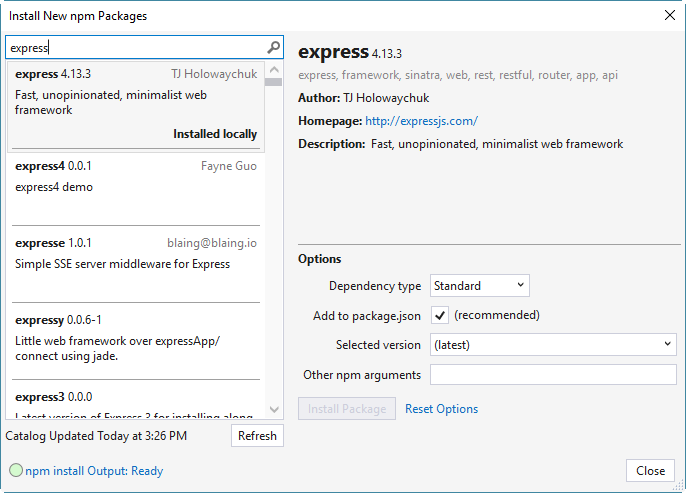 Install New npm Packages
express
express 4.13.3 TJ Holowaychuk
Fast, unopinionated, minimalist web
framework
Installed locally
express4 0.0.1 Fayne Guo
express4 demo
expresse 1.0.1 blaing@blaing.io
Simple SSE server middleware for Express
expressy 0.0.6-1
Little web framework over expressApp/
connect using jade.
express3 0.0.0
Latest version of Express 3 for installing along
Catalog Updated Today at 3:26 PM
Refresh
npm install Output: Ready
express 4.13.3
express, framework, sinatra, web, rest, restful, router, app, api
Author: TJ Holowaychuk
Homepage: http://expressjs.com/
Description: Fast, unopinionated, minimalist web framework
Options
Dependency type Standard
Add to package.json (recommended)
Selected version (latest)
Other npm arguments
Install Package Reset Options
Close